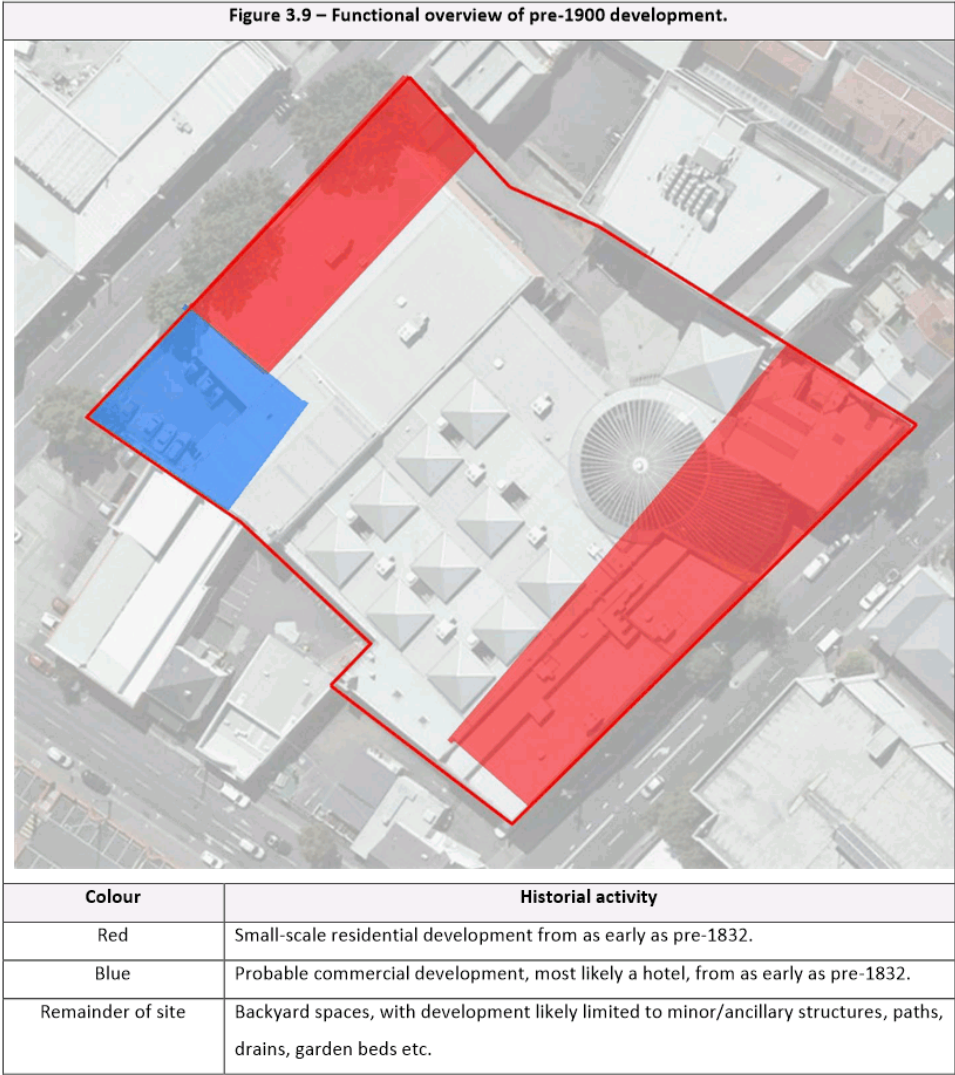 Figure 3.9 – Functional overview of pre-1900 development.
Colour
Historial activity
Red
Small-scale residential development from as early as pre-1832.
Blue
Probable commercial development, most likely a hotel, from as early as pre-1832.
Remainder of site
Backyard spaces, with development likely limited to minor/ancillary structures, paths,
drains, garden beds etc.